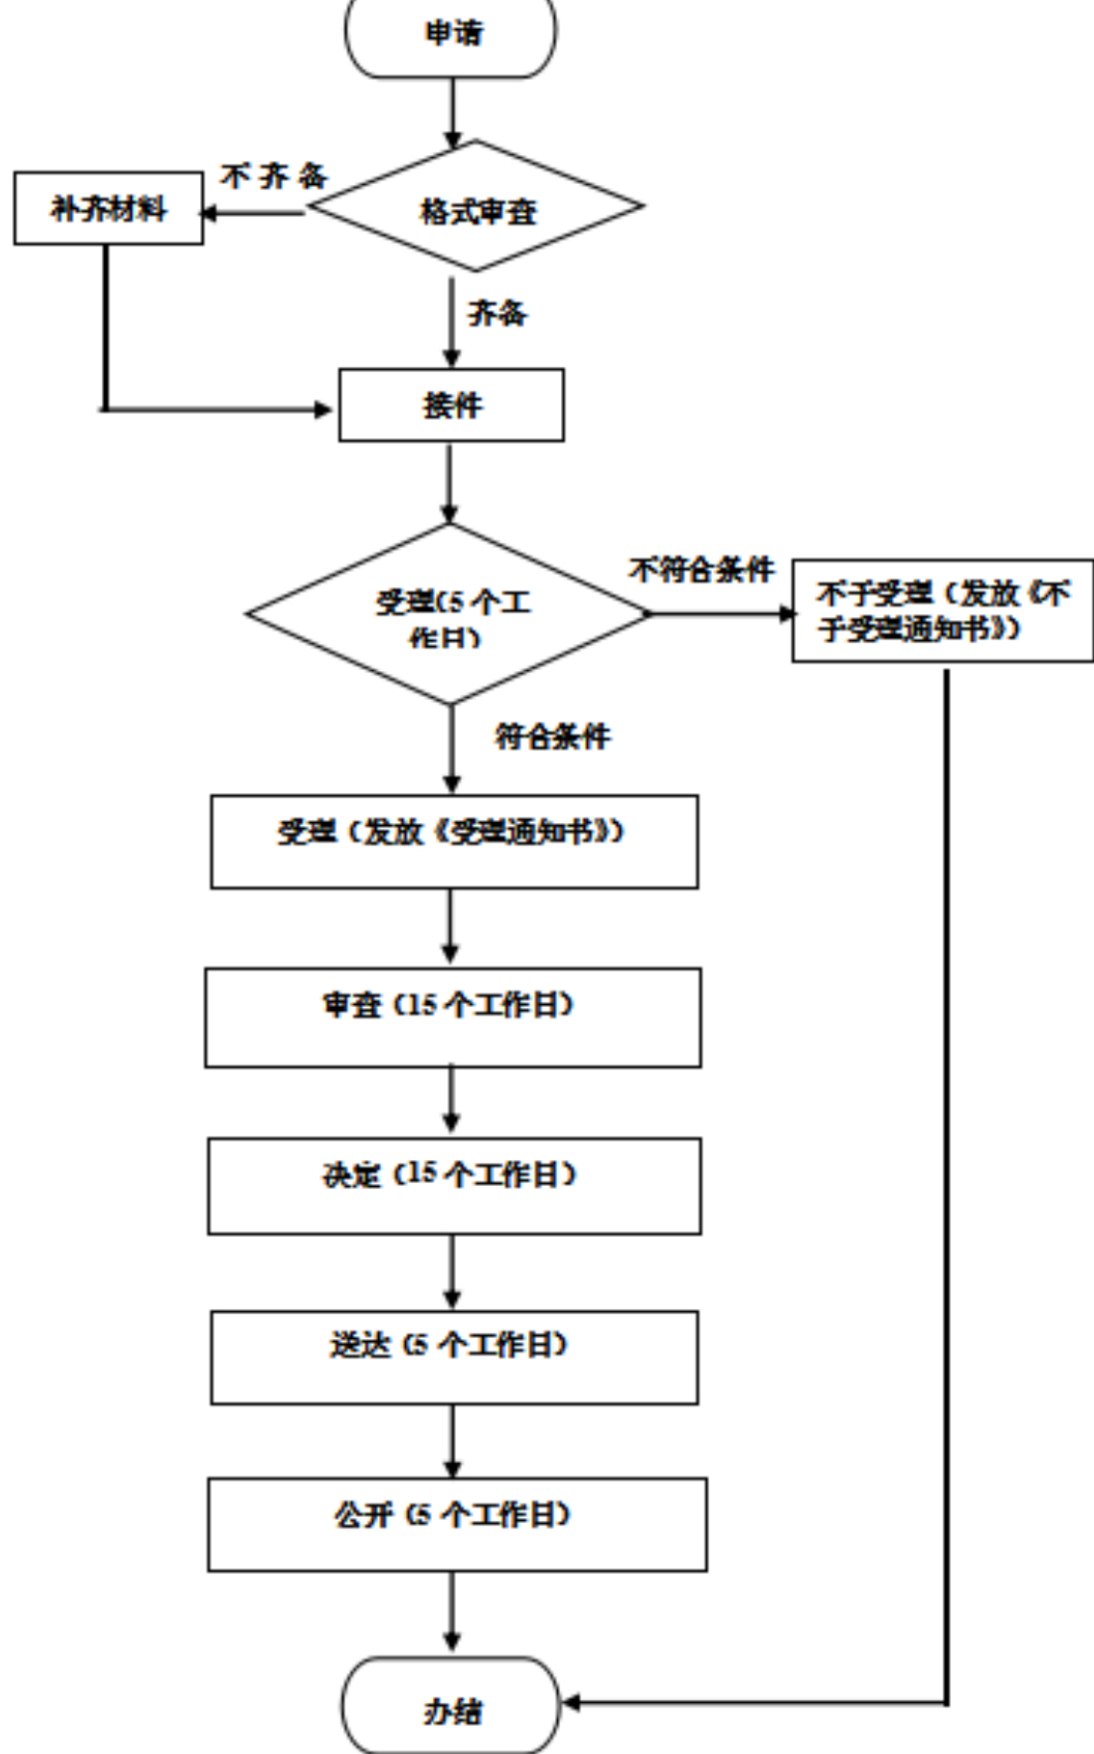 申请
不齐备
补齐材料
格式审查
齐备
接件
不符合条件
受理(5个工
作日)
不予受理(发放《不
予受理通知书》)
符合条件
受理(发放《受理通知书》)
审查(15个工作日)
决定(15个工作日)
送达(5个工作日)
公开(5个工作日)
办结